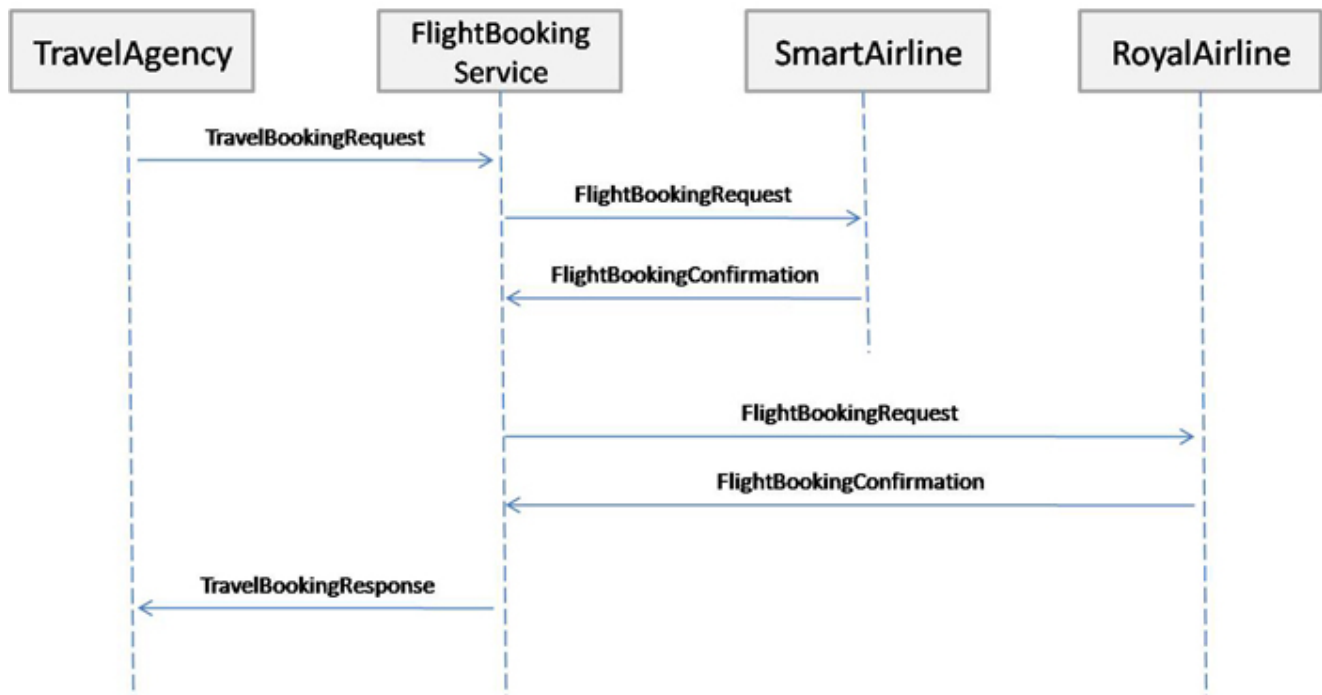 TravelAgency
FlightBooking
Service
SmartAirline
RoyalAirline
TravelBookingRequest
FlightBookingRequest
FlightBookingConfirmation
FlightBookingRequest
FlightBookingConfirmation
TravelBookingResponse